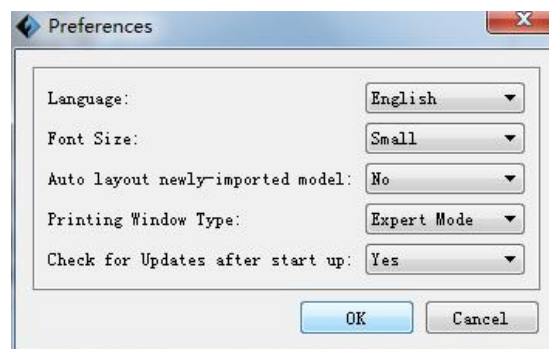 Preferences
Language: English
Font Size: Small
Auto layout newly-imported model: No
Printing Window Type: Expert Mode
Check for Updates after start up: Yes
OK Cancel